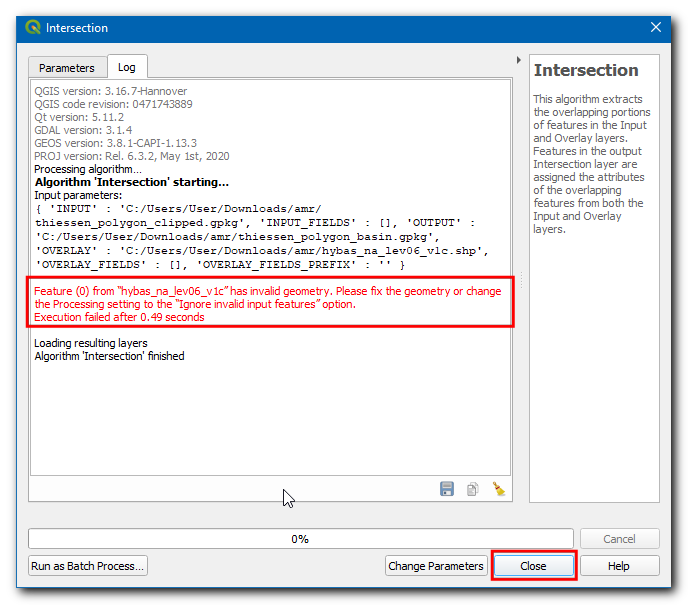 Intersection
Parameters
Log
QGIS version: 3.16.7-Hannover
QGIS code revision: 0471743889
Qt version: 5.11.2
GDAL version: 3.1.4
GEOS version: 3.8.1-CAPI-1.13.3
PROJ version: Rel. 6.3.2, May 1st, 2020
Processing algorithm...
Algorithm 'Intersection' starting...
Input parameters:
{ 'INPUT' : 'C:/Users/User/Downloads/amr/
thiessen_polygon_clipped.gpkg', 'INPUT_FIELDS' : [], 'OUTPUT' :
'C:/Users/User/Downloads/amr/thiessen_polygon_basin.gpkg',
'OVERLAY' : 'C:/Users/User/Downloads/amr/hybas_na_lev06_v1c.shp',
'OVERLAY_FIELDS' : [], 'OVERLAY_FIELDS_PREFIX' : '' }
Feature (0) from “hybas_na_lev06_v1c” has invalid geometry. Please fix the geometry or change
the Processing setting to the “Ignore invalid input features” option.
Execution failed after 0.49 seconds
Loading resulting layers
Algorithm 'Intersection' finished
Intersection
This algorithm extracts
the overlapping portions
of features in the Input
and Overlay layers.
Features in the output
Intersection layer are
assigned the attributes
of the overlapping
features from both the
Input and Overlay
layers.
0%
Cancel
Run as Batch Process...
Change Parameters
Close
Help